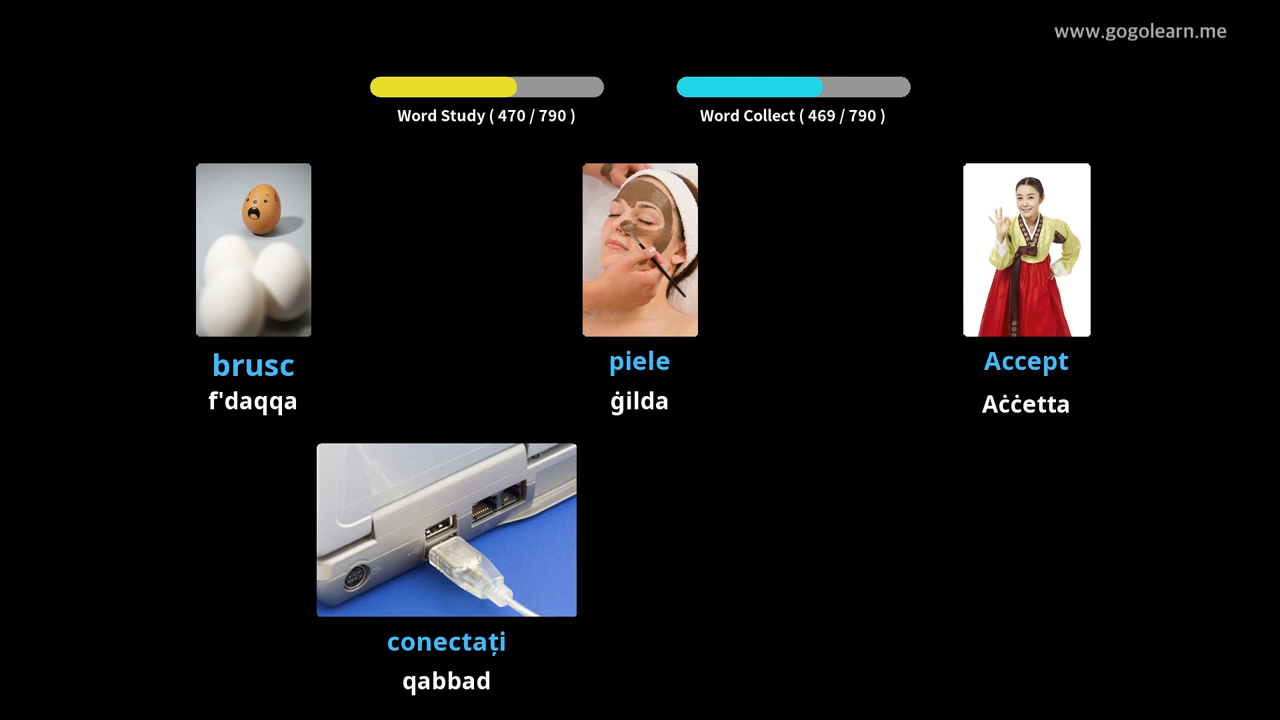 www.gogolearn.me
Word Study ( 470 / 790 )
Word Collect ( 469 / 790 )
brusc
f'daqqa
piele
ġilda
Accept
Aċċetta
conectați
qabbad